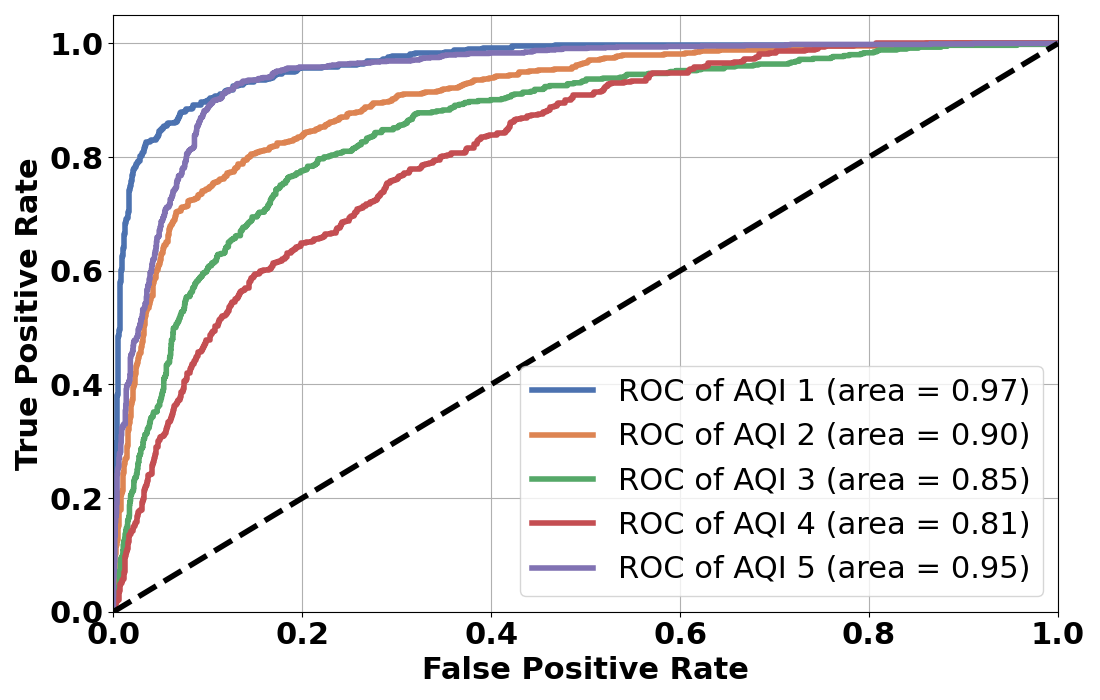 True Positive Rate
1.0
0.8
0.6
0.4
0.2
0.0
0.0 0.2 0.4 0.6 0.8 1.0
False Positive Rate
ROC of AQI 1 (area = 0.97)
ROC of AQI 2 (area = 0.90)
ROC of AQI 3 (area = 0.85)
ROC of AQI 4 (area = 0.81)
ROC of AQI 5 (area = 0.95)